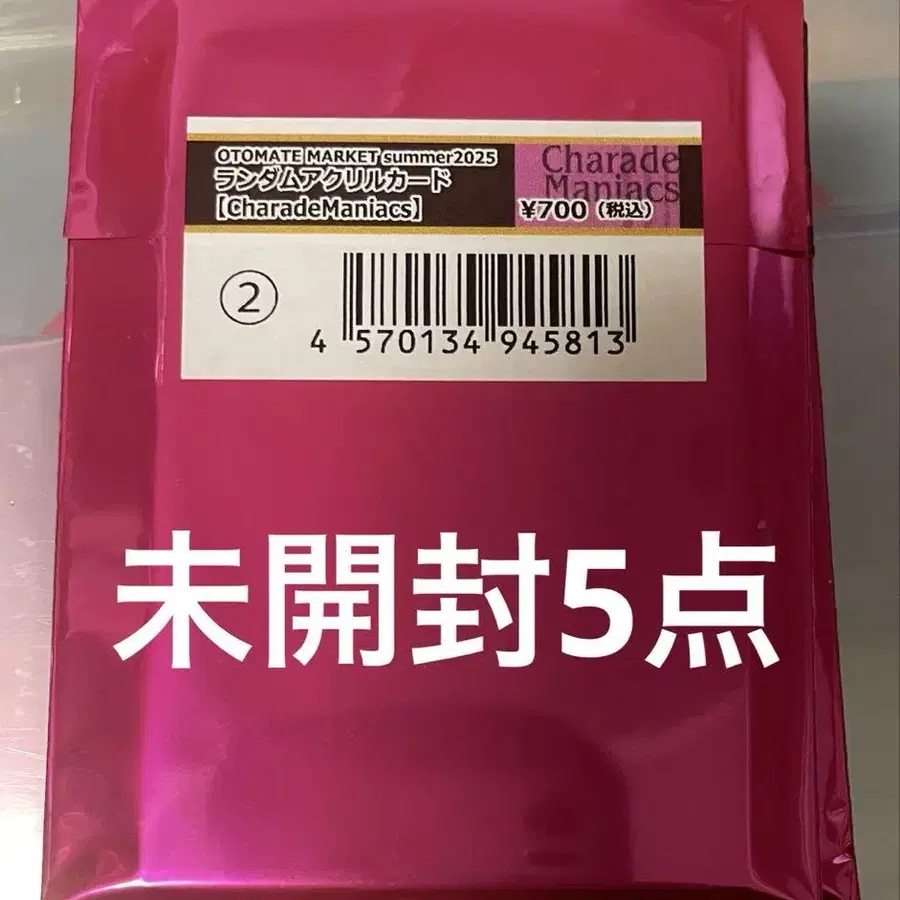 OTOMATE MARKET summer2025
ランダムアクリルカード
【CharadeManiacs】
Charade
Maniacs
¥700（税込）
②
4 570134 945813
未開封5点